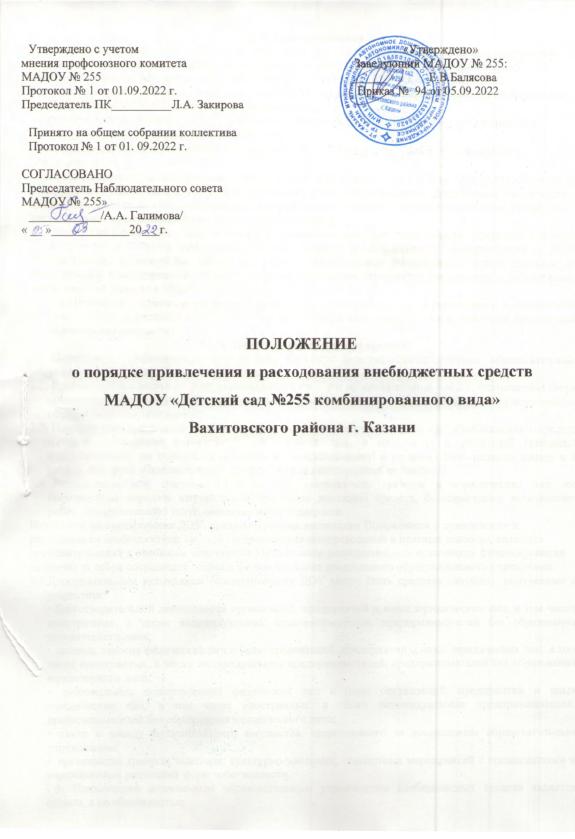 Утверждено с учетом
мнения профсоюзного комитета
МАДОУ № 255
Протокол № 1 от 01.09.2022 г.
Председатель ПК__________Л.А. Закирова
Принято на общем собрании коллектива
Протокол № 1 от 01. 09.2022 г.
СОГЛАСОВАНО
Председатель Наблюдательного совета
МАДОУ № 255»
____________/А.А. Галимова/
« 05 »____09____2022 г.
«Утверждено»
Заведующий МАДОУ № 255:
Е.В.Балясова
Приказ № 94 от 05.09.2022
ПОЛОЖЕНИЕ
о порядке привлечения и расходования внебюджетных средств
МАДОУ «Детский сад №255 комбинированного вида»
Вахитовского района г. Казани